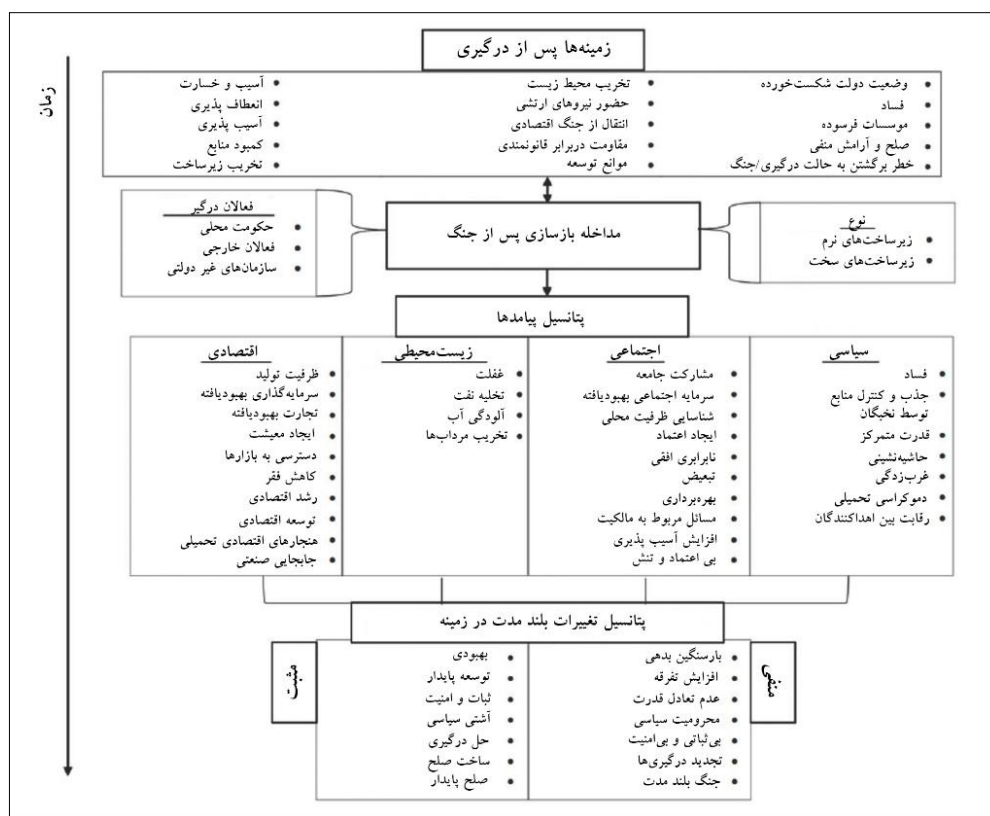 زمان
زمینه‌ها پس از درگیری
وضعیت دولت شکست‌خورده
فساد
موسسات فرسوده
صلح و آرامش منفی
خطر برگشتن به حالت درگیری/جنگ
تخریب محیط زیست
حضور نیروهای ارتشی
انتقال از جنگ اقتصادی
مقاومت دربرابر قانونمندی
موانع توسعه
آسیب و خسارت
انعطاف پذیری
آسیب پذیری
کمبود منابع
تخریب زیرساخت
نوع
زیرساخت‌های نرم
زیرساخت‌های سخت
مداخله بازسازی پس از جنگ
فعالان درگیر
حکومت محلی
فعالان خارجی
سازمان‌های غیر دولتی
پتانسیل پیامدها
سیاسی
فساد
جذب و کنترل منابع
توسط نخبگان
قدرت متمرکز
حاشیه‌نشینی
غرب‌زدگی
دموکراسی تحمیلی
رقابت بین اهداکنندگان
اجتماعی
مشارکت جامعه
سرمایه اجتماعی بهبودیافته
شناسایی ظرفیت محلی
ایجاد اعتماد
نابرابری افقی
تبعیض
بهره‌برداری
مسائل مربوط به مالکیت
افزایش آسیب پذیری
بی اعتماد و تنش
زیست‌محیطی
غفلت
تخلیه نفت
آلودگی آب
تخریب مرداب‌ها
اقتصادی
ظرفیت تولید
سرمایه‌گذاری بهبودیافته
تجارت بهبودیافته
ایجاد معیشت
دسترسی به بازارها
کاهش فقر
رشد اقتصادی
توسعه اقتصادی
هنجارهای اقتصادی تحمیلی
جابجایی صنعتی
پتانسیل تغییرات بلند مدت در زمینه
منفی
بارسنگین بدهی
افزایش تفرقه
عدم تعادل قدرت
محرومیت سیاسی
بی‌ثباتی و بی‌امنیت
تجدید درگیری‌ها
جنگ بلند مدت
مثبت
بهبودی
توسعه پایدار
ثبات و امنیت
آشتی سیاسی
حل درگیری
ساخت صلح
صلح پایدار